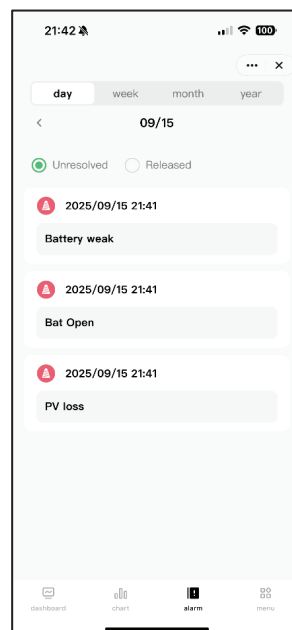 21:42
100
day week month year
09/15
Unresolved Released
2025/09/15 21:41
Battery weak
2025/09/15 21:41
Bat Open
2025/09/15 21:41
PV loss
dashboard chart alarm menu